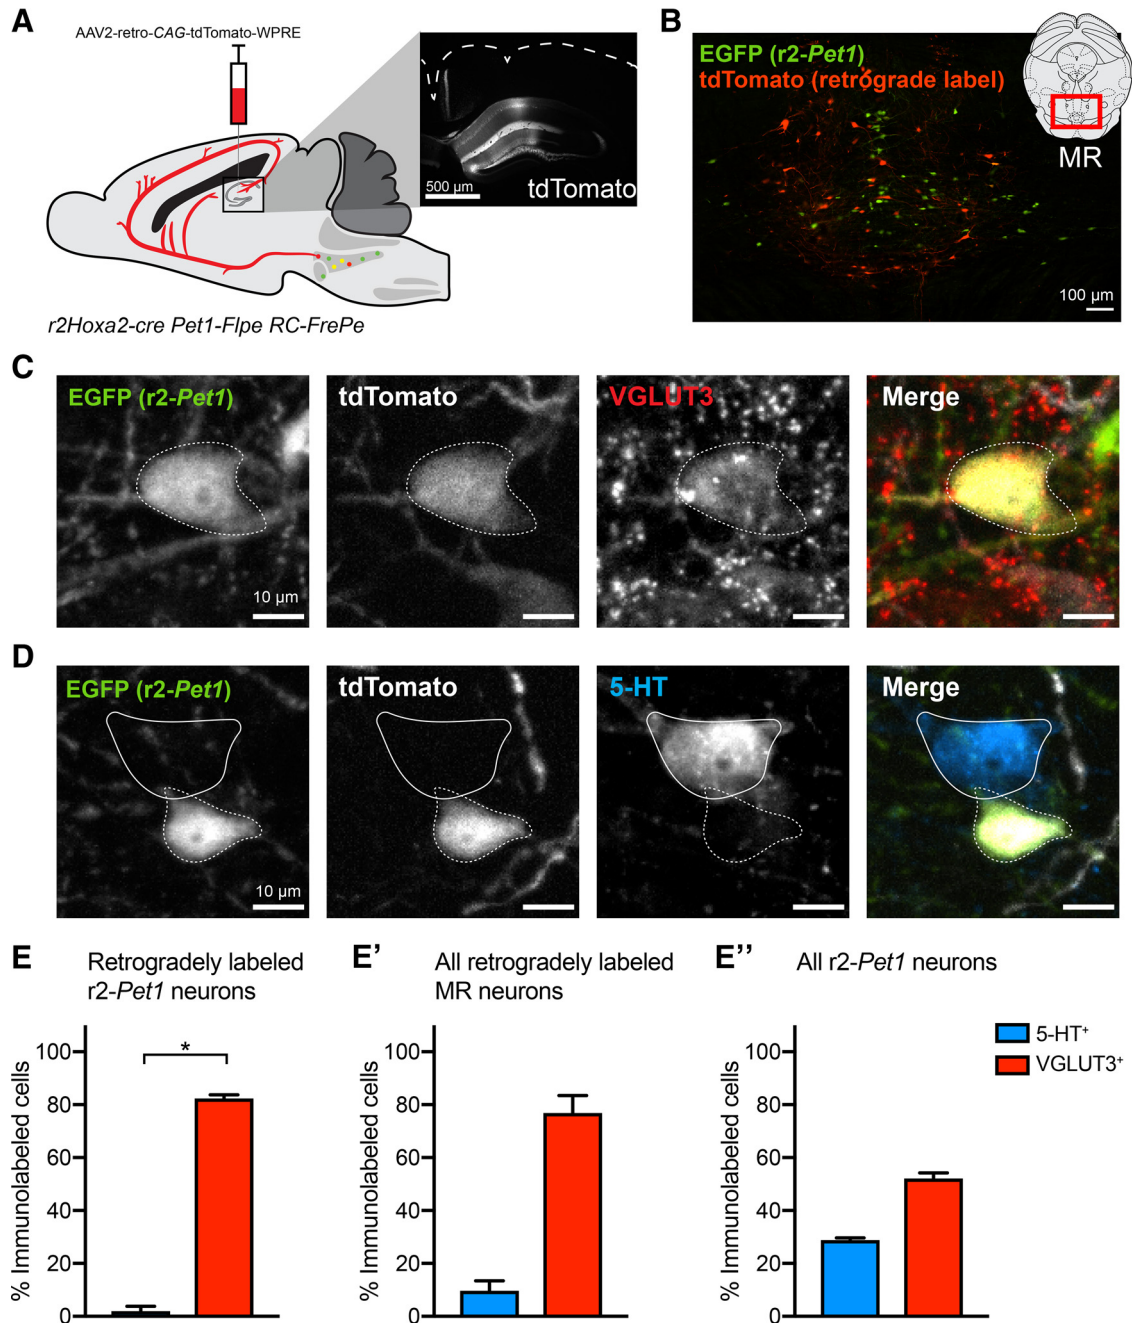 A
AAV2-retro-CAG-tdTomato-WPRE
500 µm
tdTomato
r2Hoxa2-cre Pet1-Flpe RC-FrePe
B
EGFP (r2-Pet1)
tdTomato (retrograde label)
MR
100 µm
C
EGFP (r2-Pet1)
tdTomato
VGLUT3
Merge
10 µm
D
EGFP (r2-Pet1)
tdTomato
5-HT
Merge
10 µm
E
Retrogradely labeled
r2-Pet1 neurons
% Immunolabeled cells
100
80
60
40
20
0
*
E’
All retrogradely labeled
MR neurons
% Immunolabeled cells
100
80
60
40
20
0
E’’
All r2-Pet1 neurons
% Immunolabeled cells
100
80
60
40
20
0
5-HT⁺
VGLUT3⁺